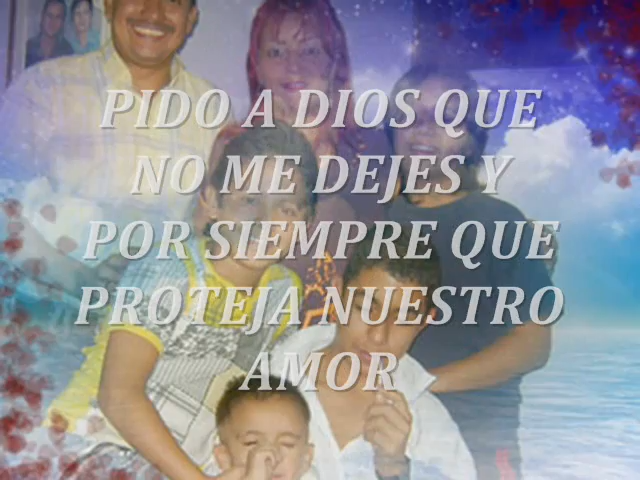 PIDO A DIOS QUE
NO ME DEJES Y
POR SIEMPRE QUE
PROTEJA NUESTRO
AMOR